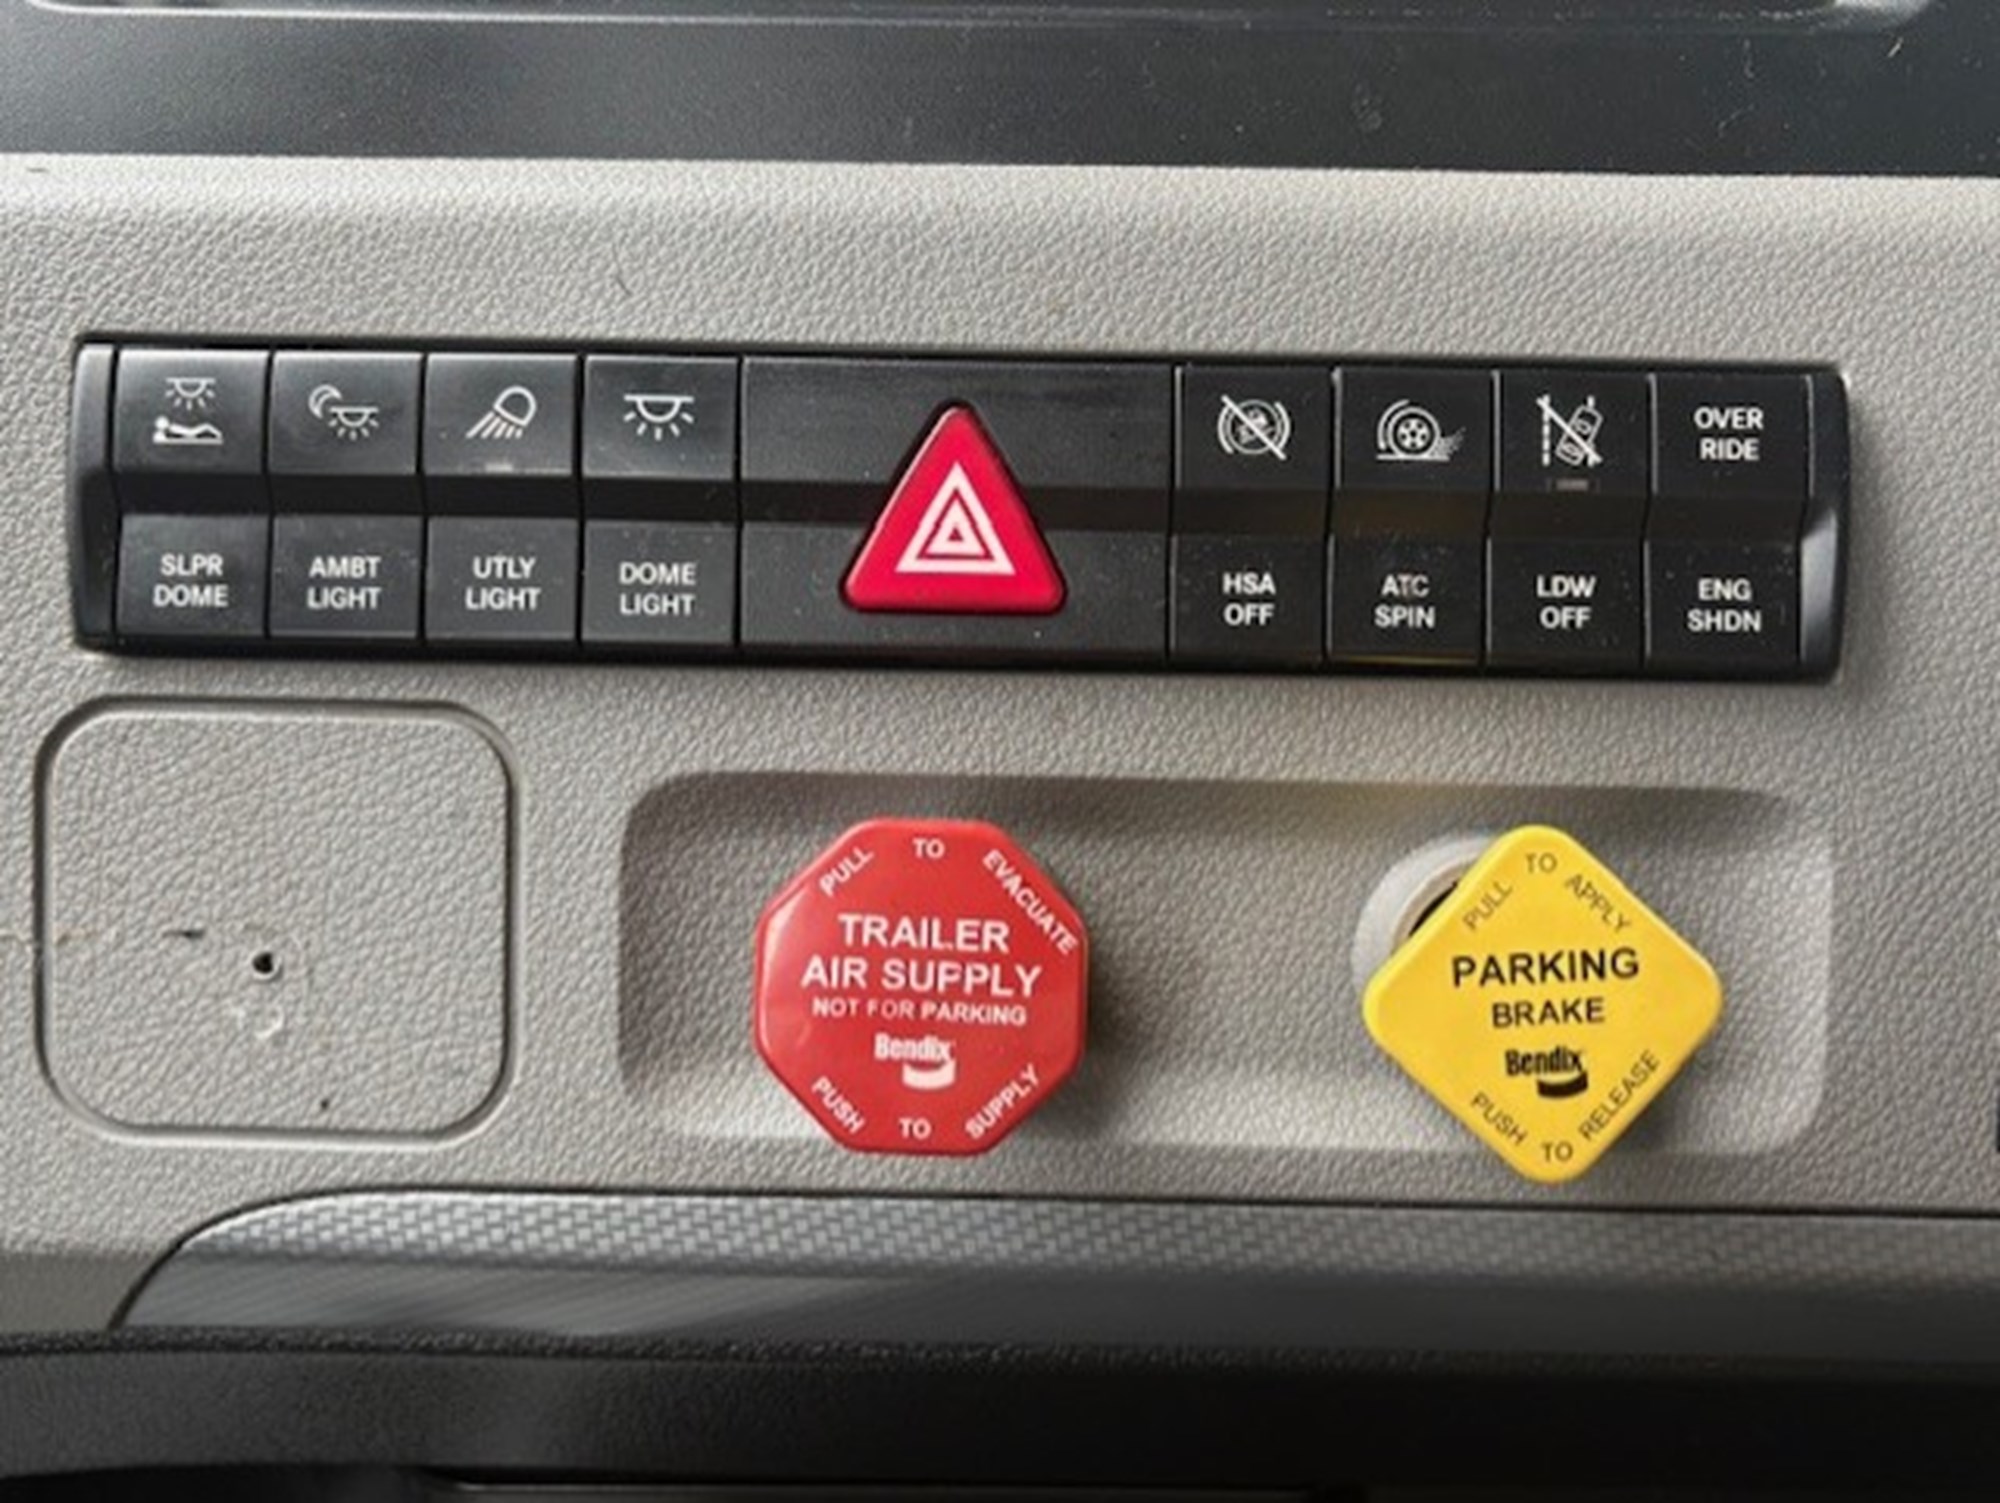 OVER
RIDE
SLPR
DOME
AMBT
LIGHT
UTLY
LIGHT
DOME
LIGHT
HSA
OFF
ATC
SPIN
LDW
OFF
ENG
SHDN
PULL TO EVACUATE
TRAILER
AIR SUPPLY
NOT FOR PARKING
Bendix
PUSH TO SUPPLY
PULL TO APPLY
PARKING
BRAKE
Bendix
PUSH TO RELEASE